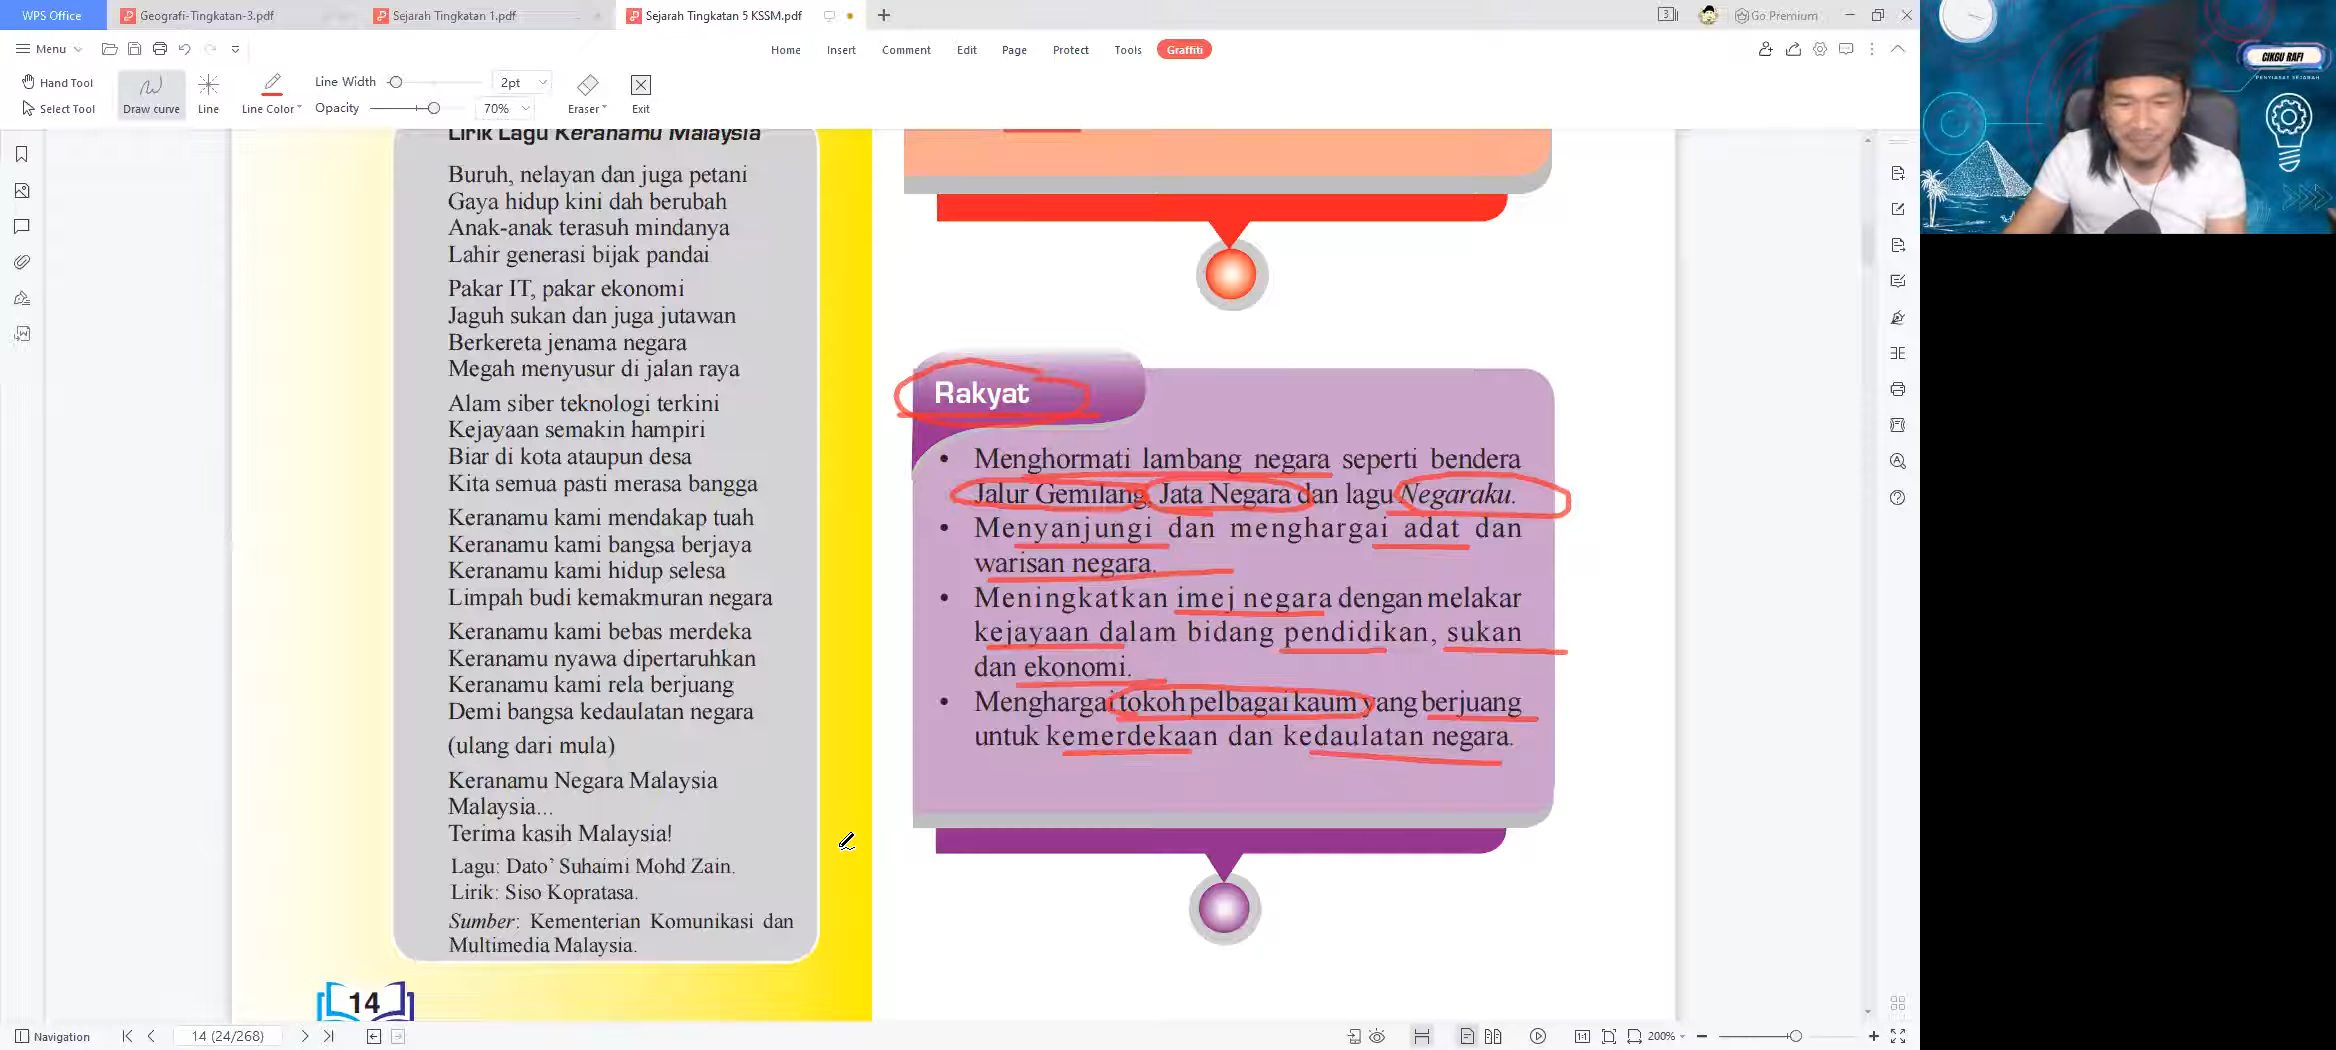 WPS Office
Geografi-Tingkatan-3.pdf
Sejarah Tingkatan 1.pdf
Sejarah Tingkatan 5 KSSM.pdf
3
Go Premium
Menu
Home
Insert
Comment
Edit
Page
Protect
Tools
Graffiti
Hand Tool
Select Tool
Draw curve
Line
Line Color
Line Width
2pt
Opacity
70%
Eraser
Exit
CIKGU RAFI
PENYIASAT SEJARAH
Lirik Lagu Keranamu Malaysia
Buruh, nelayan dan juga petani
Gaya hidup kini dah berubah
Anak-anak terasuh mindanya
Lahir generasi bijak pandai
Pakar IT, pakar ekonomi
Jaguh sukan dan juga jutawan
Berkereta jenama negara
Megah menyusur di jalan raya
Alam siber teknologi terkini
Kejayaan semakin hampiri
Biar di kota ataupun desa
Kita semua pasti merasa bangga
Keranamu kami mendakap tuah
Keranamu kami bangsa berjaya
Keranamu kami hidup selesa
Limpah budi kemakmuran negara
Keranamu kami bebas merdeka
Keranamu nyawa dipertaruhkan
Keranamu kami rela berjuang
Demi bangsa kedaulatan negara
(ulang dari mula)
Keranamu Negara Malaysia
Malaysia...
Terima kasih Malaysia!
Lagu: Dato’ Suhaimi Mohd Zain.
Lirik: Siso Kopratasa.
Sumber: Kementerian Komunikasi dan
Multimedia Malaysia.
14
Rakyat
• Menghormati lambang negara seperti bendera
Jalur Gemilang, Jata Negara dan lagu Negaraku.
• Menyanjungi dan menghargai adat dan
warisan negara.
• Meningkatkan imej negara dengan melakar
kejayaan dalam bidang pendidikan, sukan
dan ekonomi.
• Menghargai tokoh pelbagai kaum yang berjuang
untuk kemerdekaan dan kedaulatan negara.
Navigation
14 (24/268)
1:1
200%